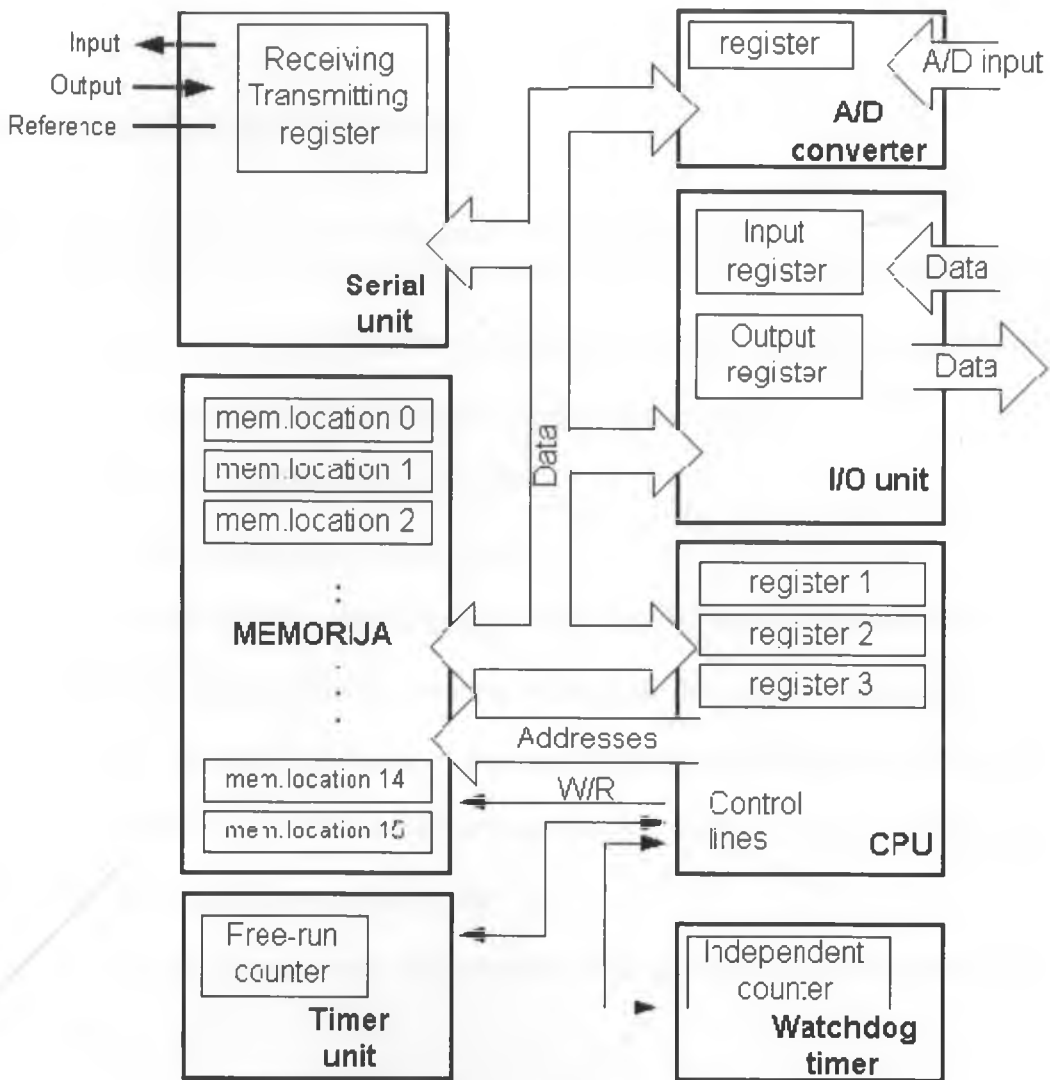 Input
Output
Reference
Receiving
Transmitting
register
Serial
unit
register
A/D input
A/D
converter
Input
register
Data
Output
register
Data
I/O unit
Data
mem.location 0
mem.location 1
mem.location 2
MEMORIJA
mem.location 14
mem.location 15
register 1
register 2
register 3
Addresses
W/R
Control
lines
CPU
Free-run
counter
Timer
unit
Independent
counter
Watchdog
timer